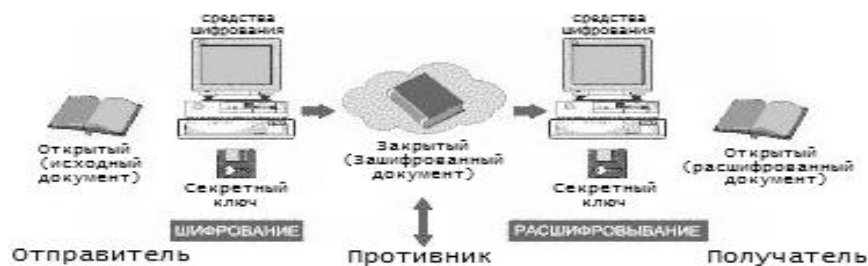 средства
шифрования
средства
шифрования
Открытый
(исходный
документ)
Секретный
ключ
Закрытый
(Зашифрованный
документ)
Секретный
ключ
Открытый
(расшифрованный
документ)
ШИФРОВАНИЕ
РАСШИФРОВЫВАНИЕ
Отправитель
Противник
Получатель